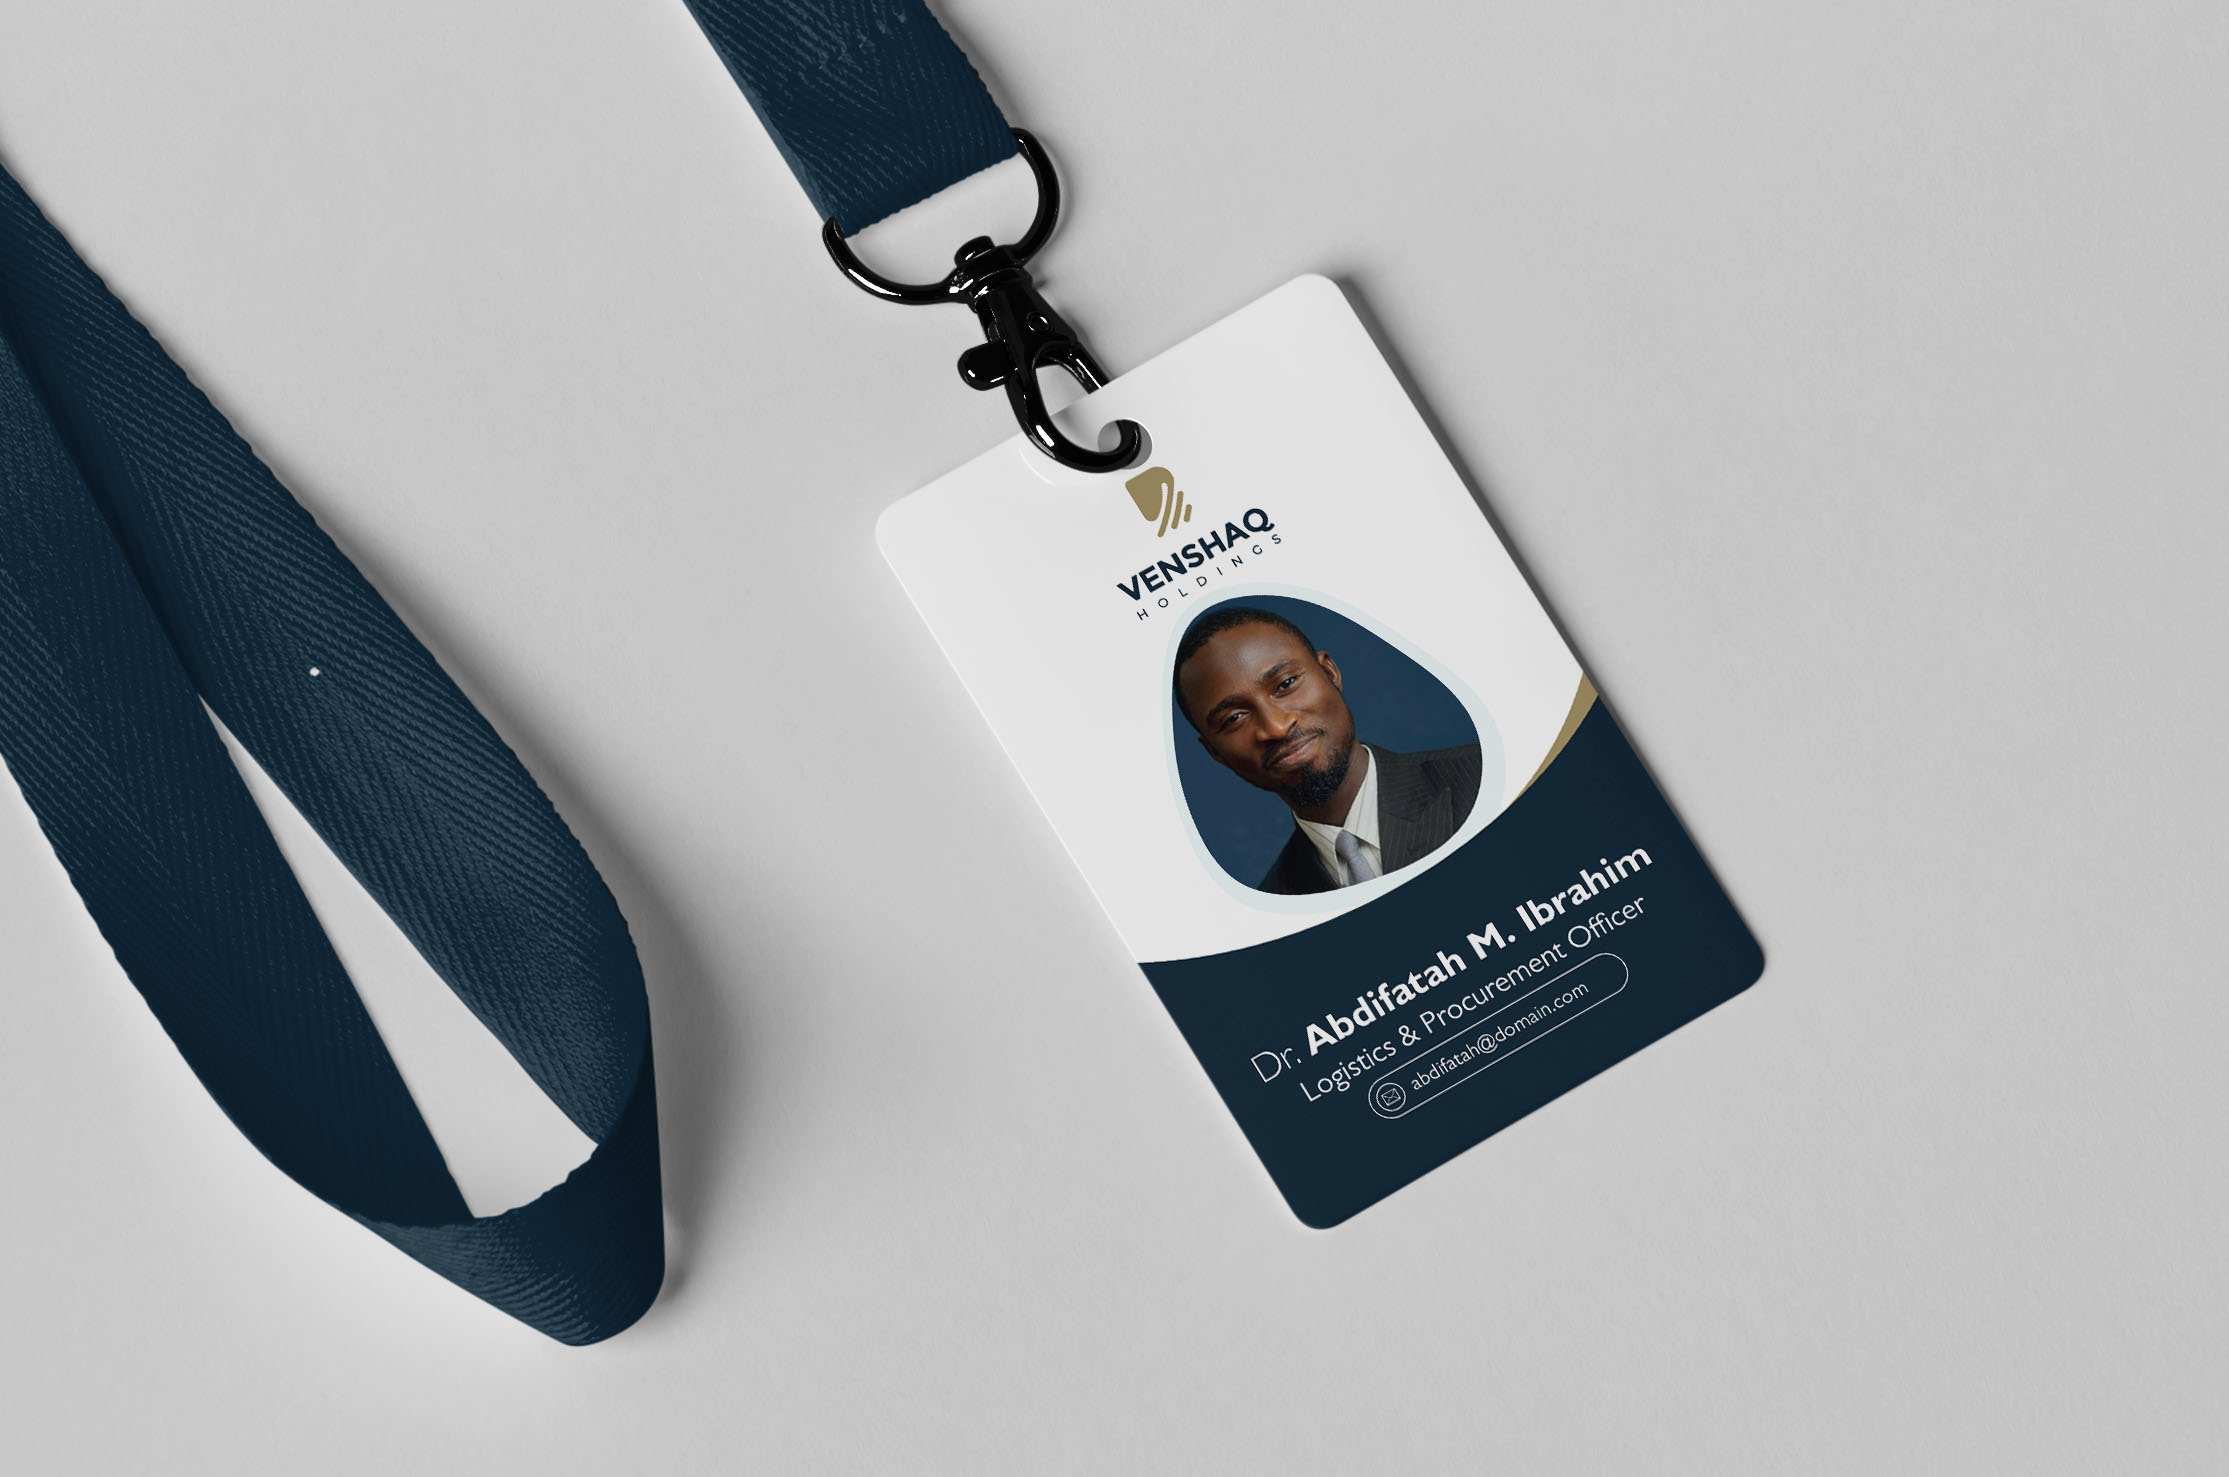 VENSHAQ
HOLDINGS
Dr. Abdifatah M. Ibrahim
Logistics & Procurement Officer
abdifatah@domain.com